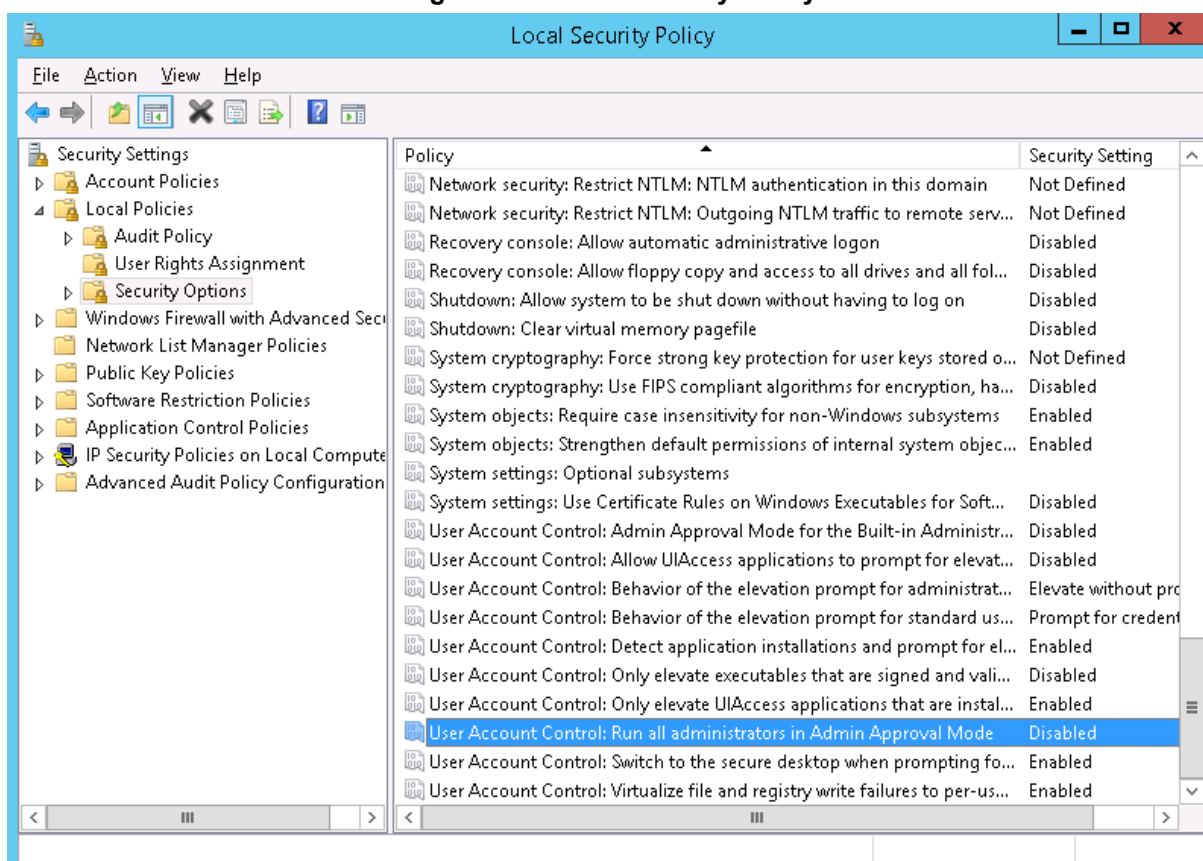 Local Security Policy
File Action View Help
Security Settings
Account Policies
Local Policies
Audit Policy
User Rights Assignment
Security Options
Windows Firewall with Advanced Secu
Network List Manager Policies
Public Key Policies
Software Restriction Policies
Application Control Policies
IP Security Policies on Local Compute
Advanced Audit Policy Configuration
Policy Security Setting
Network security: Restrict NTLM: NTLM authentication in this domain Not Defined
Network security: Restrict NTLM: Outgoing NTLM traffic to remote serv... Not Defined
Recovery console: Allow automatic administrative logon Disabled
Recovery console: Allow floppy copy and access to all drives and all fol... Disabled
Shutdown: Allow system to be shut down without having to log on Disabled
Shutdown: Clear virtual memory pagefile Disabled
System cryptography: Force strong key protection for user keys stored o... Not Defined
System cryptography: Use FIPS compliant algorithms for encryption, ha... Disabled
System objects: Require case insensitivity for non-Windows subsystems Enabled
System objects: Strengthen default permissions of internal system objec... Enabled
System settings: Optional subsystems
System settings: Use Certificate Rules on Windows Executables for Soft... Disabled
User Account Control: Admin Approval Mode for the Built-in Administr... Disabled
User Account Control: Allow UIAccess applications to prompt for elevat... Disabled
User Account Control: Behavior of the elevation prompt for administrat... Elevate without pro
User Account Control: Behavior of the elevation prompt for standard us... Prompt for credent
User Account Control: Detect application installations and prompt for el... Enabled
User Account Control: Only elevate executables that are signed and vali... Disabled
User Account Control: Only elevate UIAccess applications that are instal... Enabled
User Account Control: Run all administrators in Admin Approval Mode Disabled
User Account Control: Switch to the secure desktop when prompting fo... Enabled
User Account Control: Virtualize file and registry write failures to per-us... Enabled